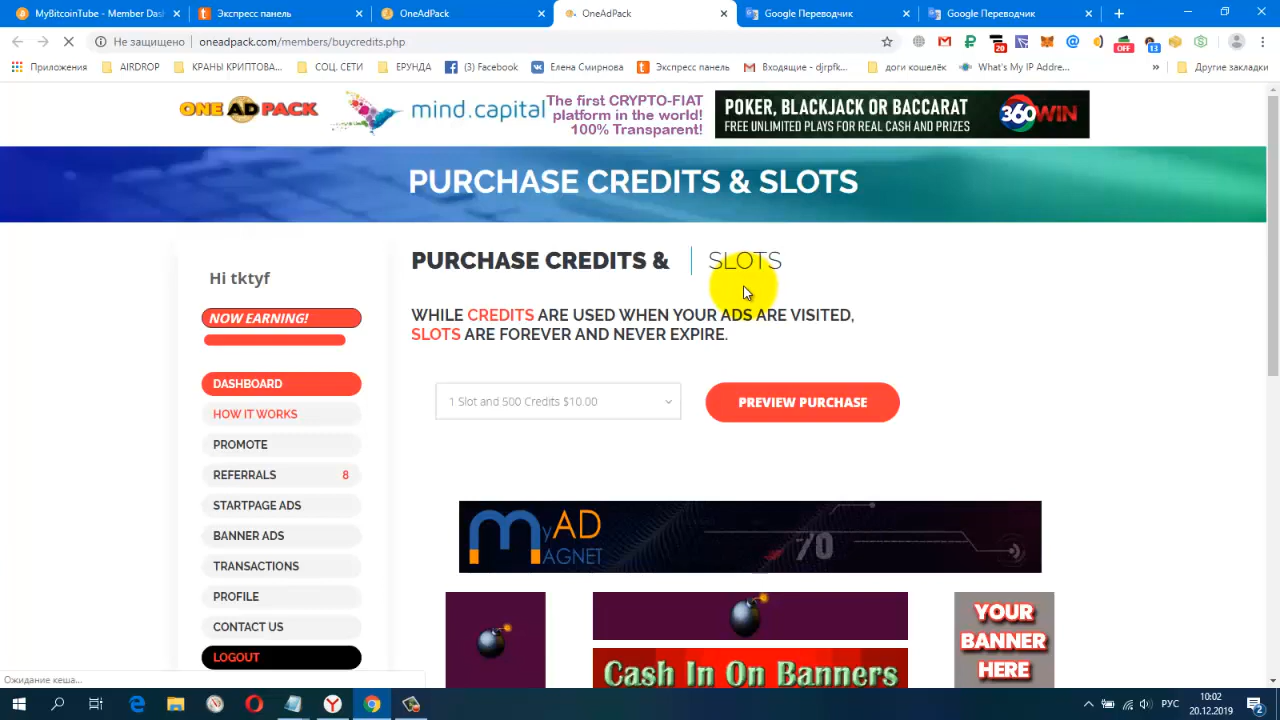 MyBitcoinTube - Member Dashb
Экспресс панель
OneAdPack
OneAdPack
Google Переводчик
Google Переводчик
Не защищено
oneadpack.com/members/buycredits.php
20
OFF
13
Приложения
AIRDROP
КРАНЫ КРИПТОВА...
СОЦ. СЕТИ
ЕРУНДА
(3) Facebook
Елена Смирнова
Экспресс панель
Входящие - djrpfk...
доги кошелёк
What's My IP Addre...
»
Другие закладки
ONE AD PACK
mind.capital
The first CRYPTO-FIAT
platform in the world!
100% Transparent!
POKER, BLACKJACK OR BACCARAT
FREE UNLIMITED PLAYS FOR REAL CASH AND PRIZES
360WIN
PURCHASE CREDITS & SLOTS
Hi tktyf
NOW EARNING!
DASHBOARD
HOW IT WORKS
PROMOTE
REFERRALS 8
STARTPAGE ADS
BANNER ADS
TRANSACTIONS
PROFILE
CONTACT US
LOGOUT
PURCHASE CREDITS & SLOTS
WHILE CREDITS ARE USED WHEN YOUR ADS ARE VISITED,
SLOTS ARE FOREVER AND NEVER EXPIRE.
1 Slot and 500 Credits $10.00
PREVIEW PURCHASE
My AD
MAGNET
Cash In On Banners
YOUR
BANNER
HERE
Ожидание кеша...
РУС
10:02
20.12.2019
2